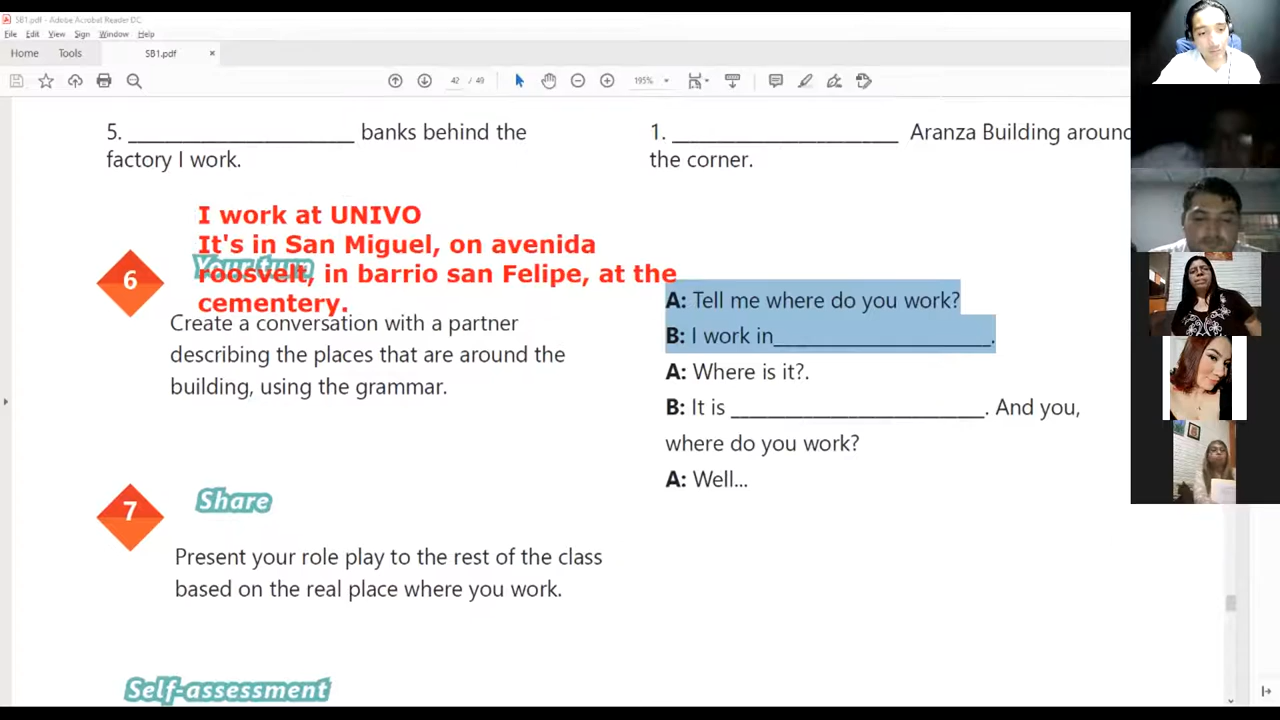 SB1.pdf - Adobe Acrobat Reader DC
File Edit View Sign Window Help
Home Tools SB1.pdf ×
42 / 49 195%
5. ______________________ banks behind the
factory I work.
1. ______________________ Aranza Building around
the corner.
I work at UNIVO
It's in San Miguel, on avenida
roosvelt, in barrio san Felipe, at the
cementery.
6 Your turn
Create a conversation with a partner
describing the places that are around the
building, using the grammar.
A: Tell me where do you work?
B: I work in_____________________.
A: Where is it?.
B: It is _________________________. And you,
where do you work?
A: Well...
7 Share
Present your role play to the rest of the class
based on the real place where you work.
Self-assessment